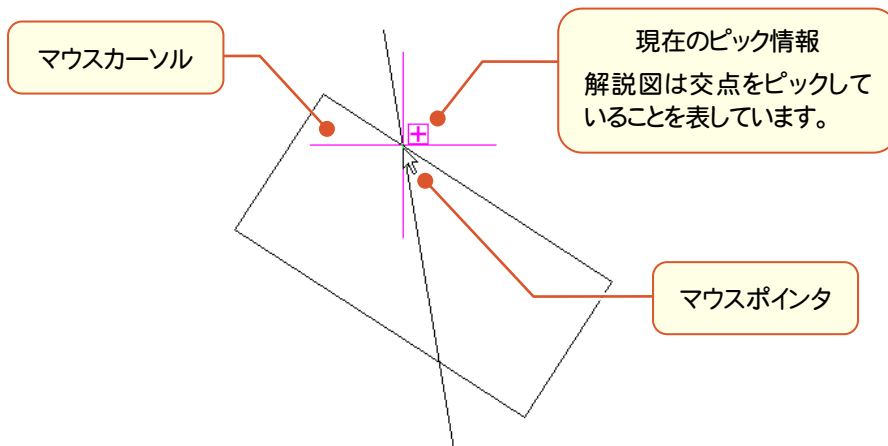 マウスカーソル
現在のピック情報
解説図は交点をピックして
いることを表しています。
マウスポインタ